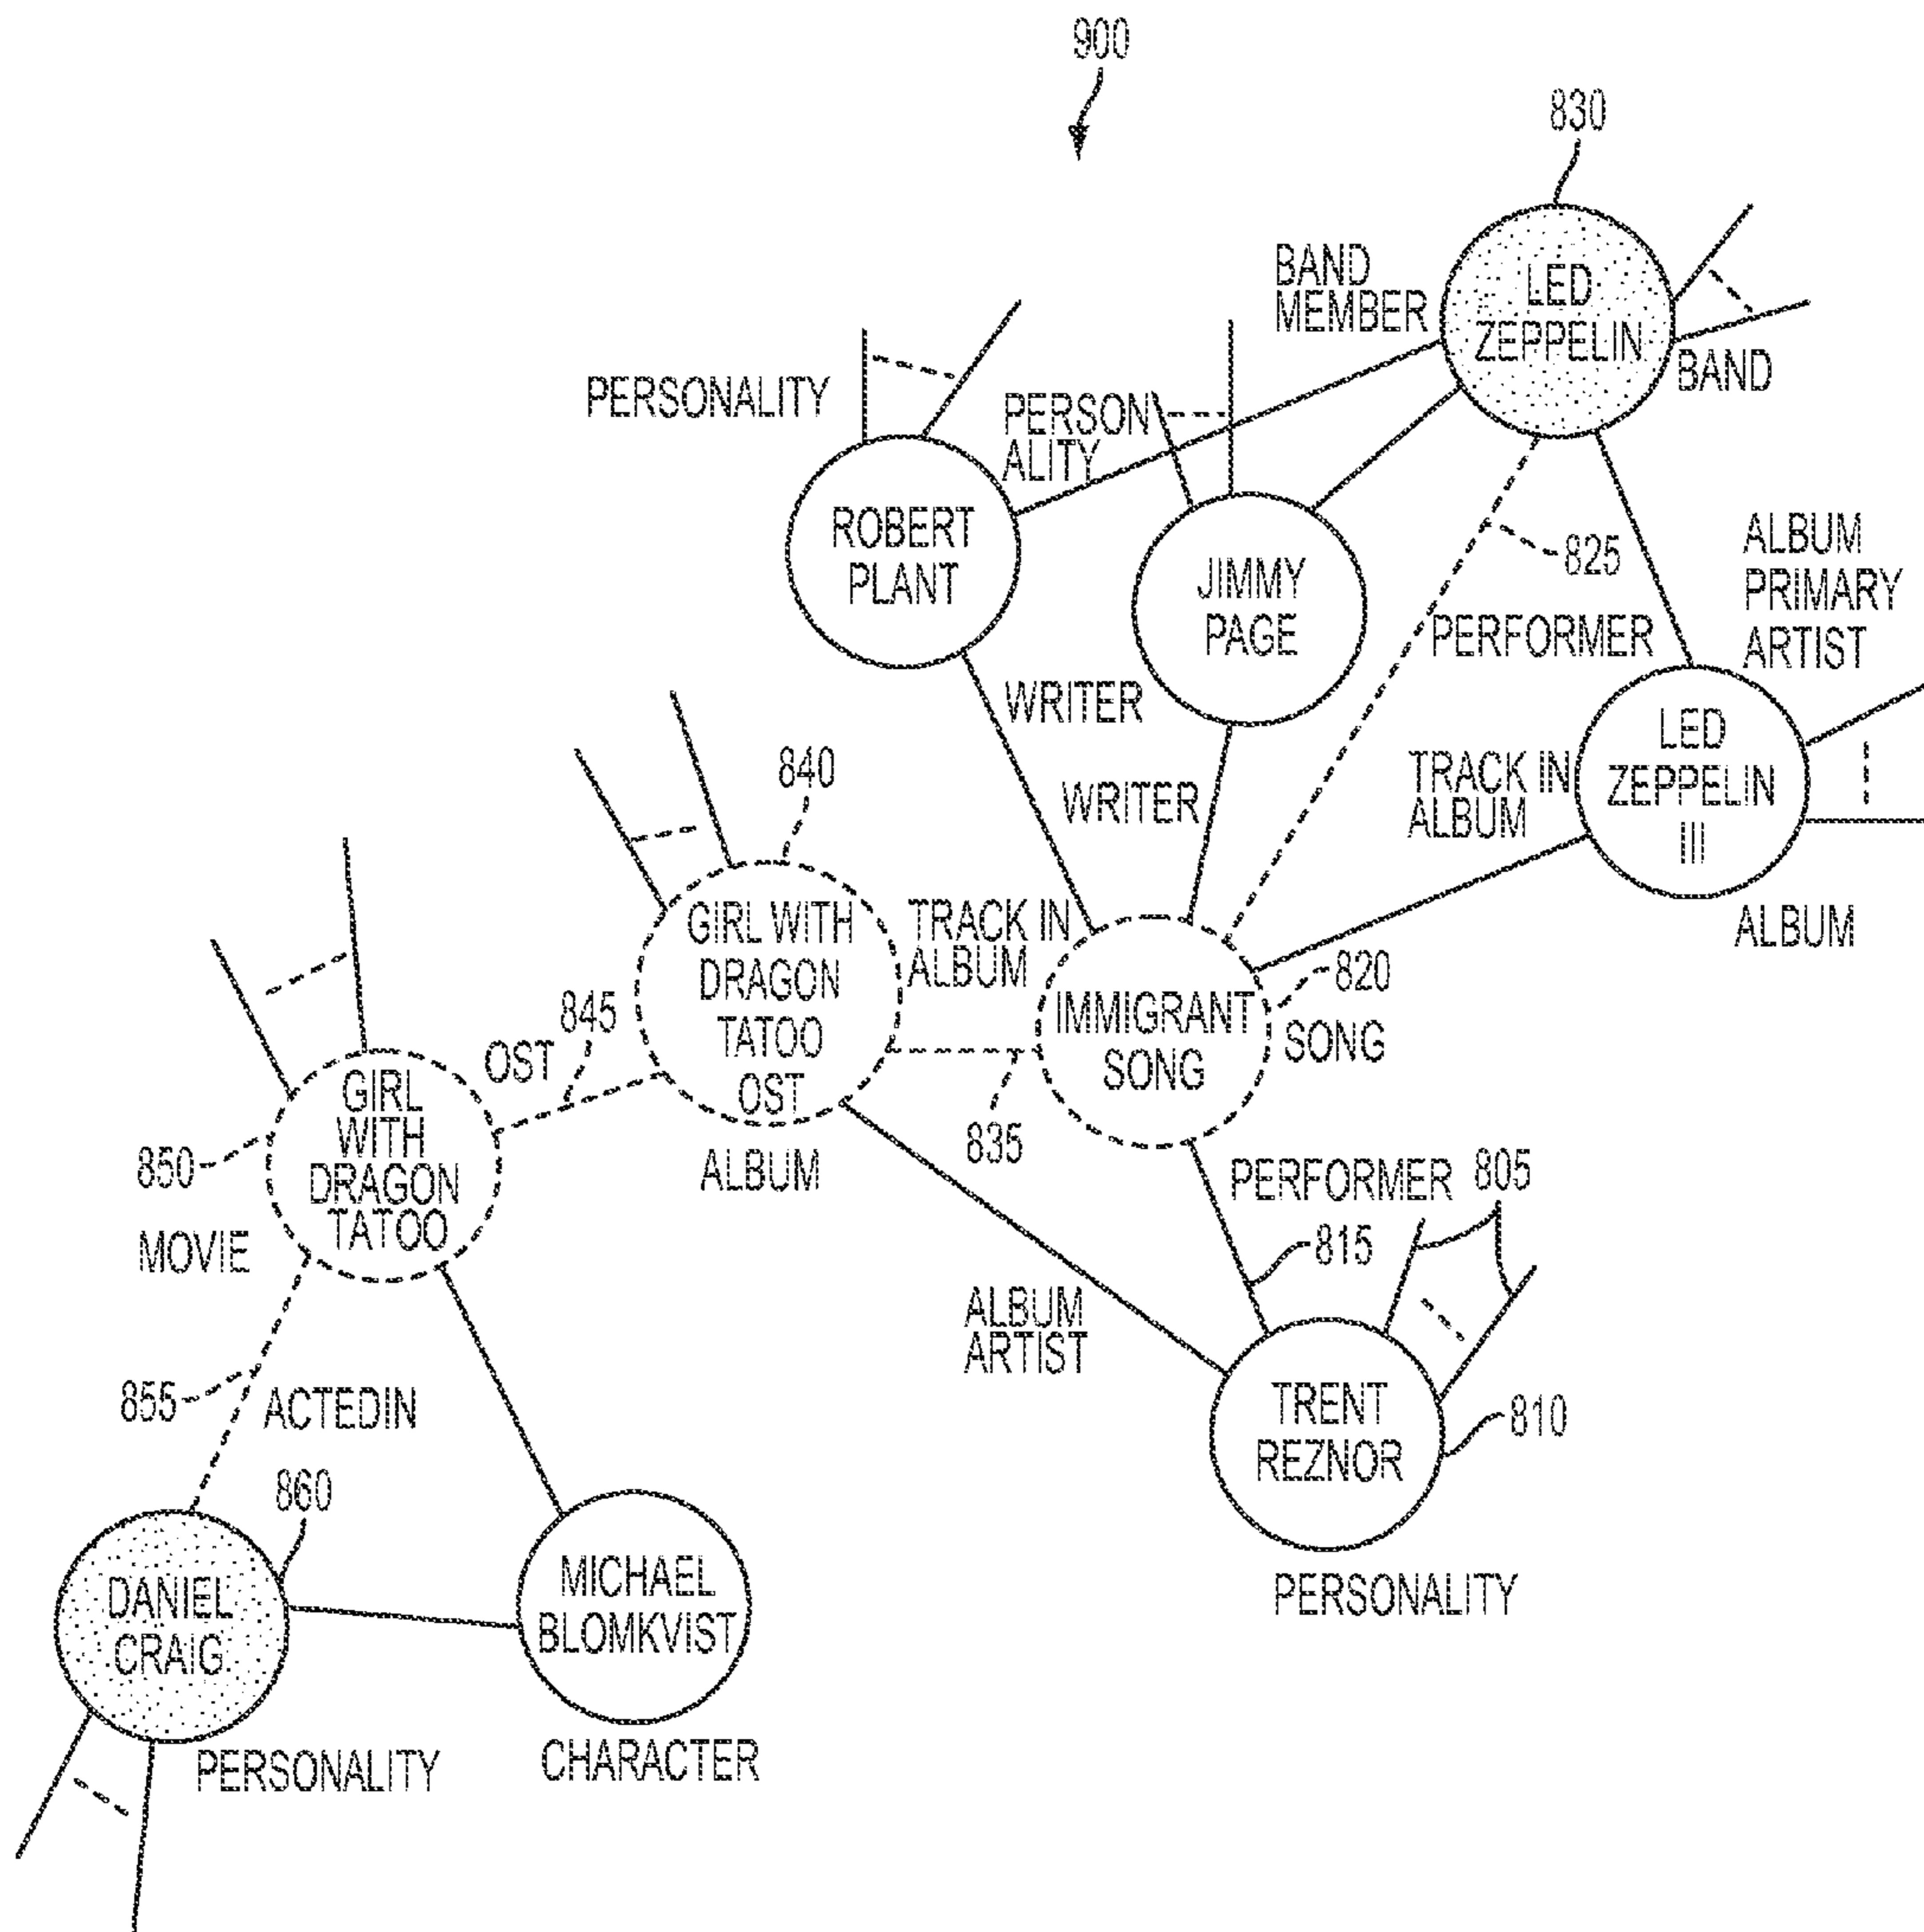 900
830
BAND
MEMBER
LED
ZEPPELIN
BAND
PERSONALITY
PERSON
ALITY
ROBERT
PLANT
JIMMY
PAGE
825
PERFORMER
ALBUM
PRIMARY
ARTIST
WRITER
WRITER
TRACK IN
ALBUM
LED
ZEPPELIN
III
ALBUM
840
GIRL WITH
DRAGON
TATOO
OST
ALBUM
TRACK IN
ALBUM
IMMIGRANT
SONG
820
SONG
835
OST
845
GIRL
WITH
DRAGON
TATOO
850
MOVIE
PERFORMER
805
815
ALBUM
ARTIST
TRENT
REZNOR
810
PERSONALITY
855
ACTEDIN
860
DANIEL
CRAIG
PERSONALITY
MICHAEL
BLOMKVIST
CHARACTER